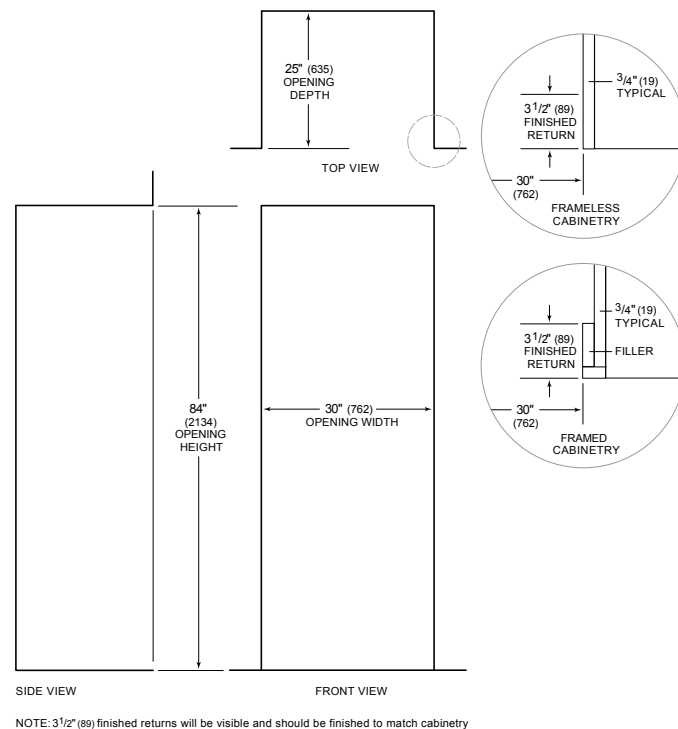 25" (635)
OPENING
DEPTH
TOP VIEW
3/4" (19)
TYPICAL
3 1/2" (89)
FINISHED
RETURN
30"
(762)
FRAMELESS
CABINETRY
3/4" (19)
TYPICAL
3 1/2" (89)
FINISHED
RETURN
FILLER
30"
(762)
FRAMED
CABINETRY
84"
(2134)
OPENING
HEIGHT
30" (762)
OPENING WIDTH
SIDE VIEW
FRONT VIEW
NOTE: 3 1/2" (89) finished returns will be visible and should be finished to match cabinetry